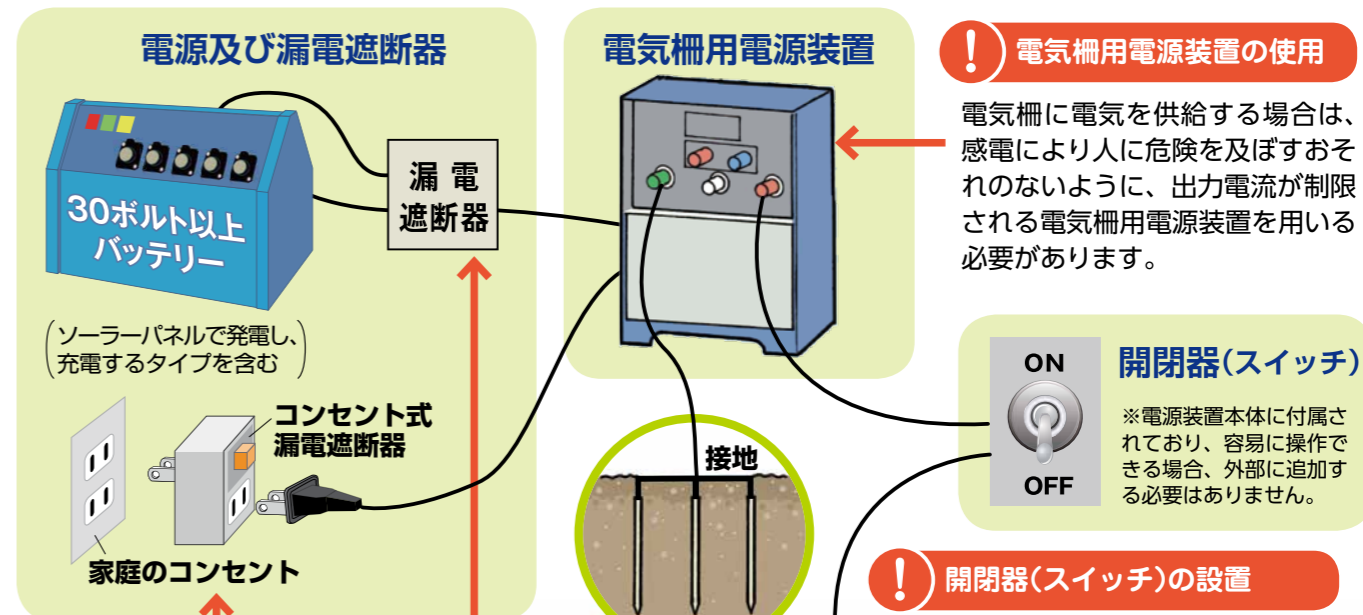 電源及び漏電遮断器
30ボルト以上
バッテリー
漏電
遮断器
(ソーラーパネルで発電し、
充電するタイプを含む)
コンセント式
漏電遮断器
家庭のコンセント
電気柵用電源装置
接地
! 電気柵用電源装置の使用
電気柵に電気を供給する場合は、
感電により人に危険を及ぼすおそ
れのないように、出力電流が制限
される電気柵用電源装置を用いる
必要があります。
ON
OFF
開閉器(スイッチ)
※電源装置本体に付属さ
れており、容易に操作で
きる場合、外部に追加す
る必要はありません。
! 開閉器(スイッチ)の設置